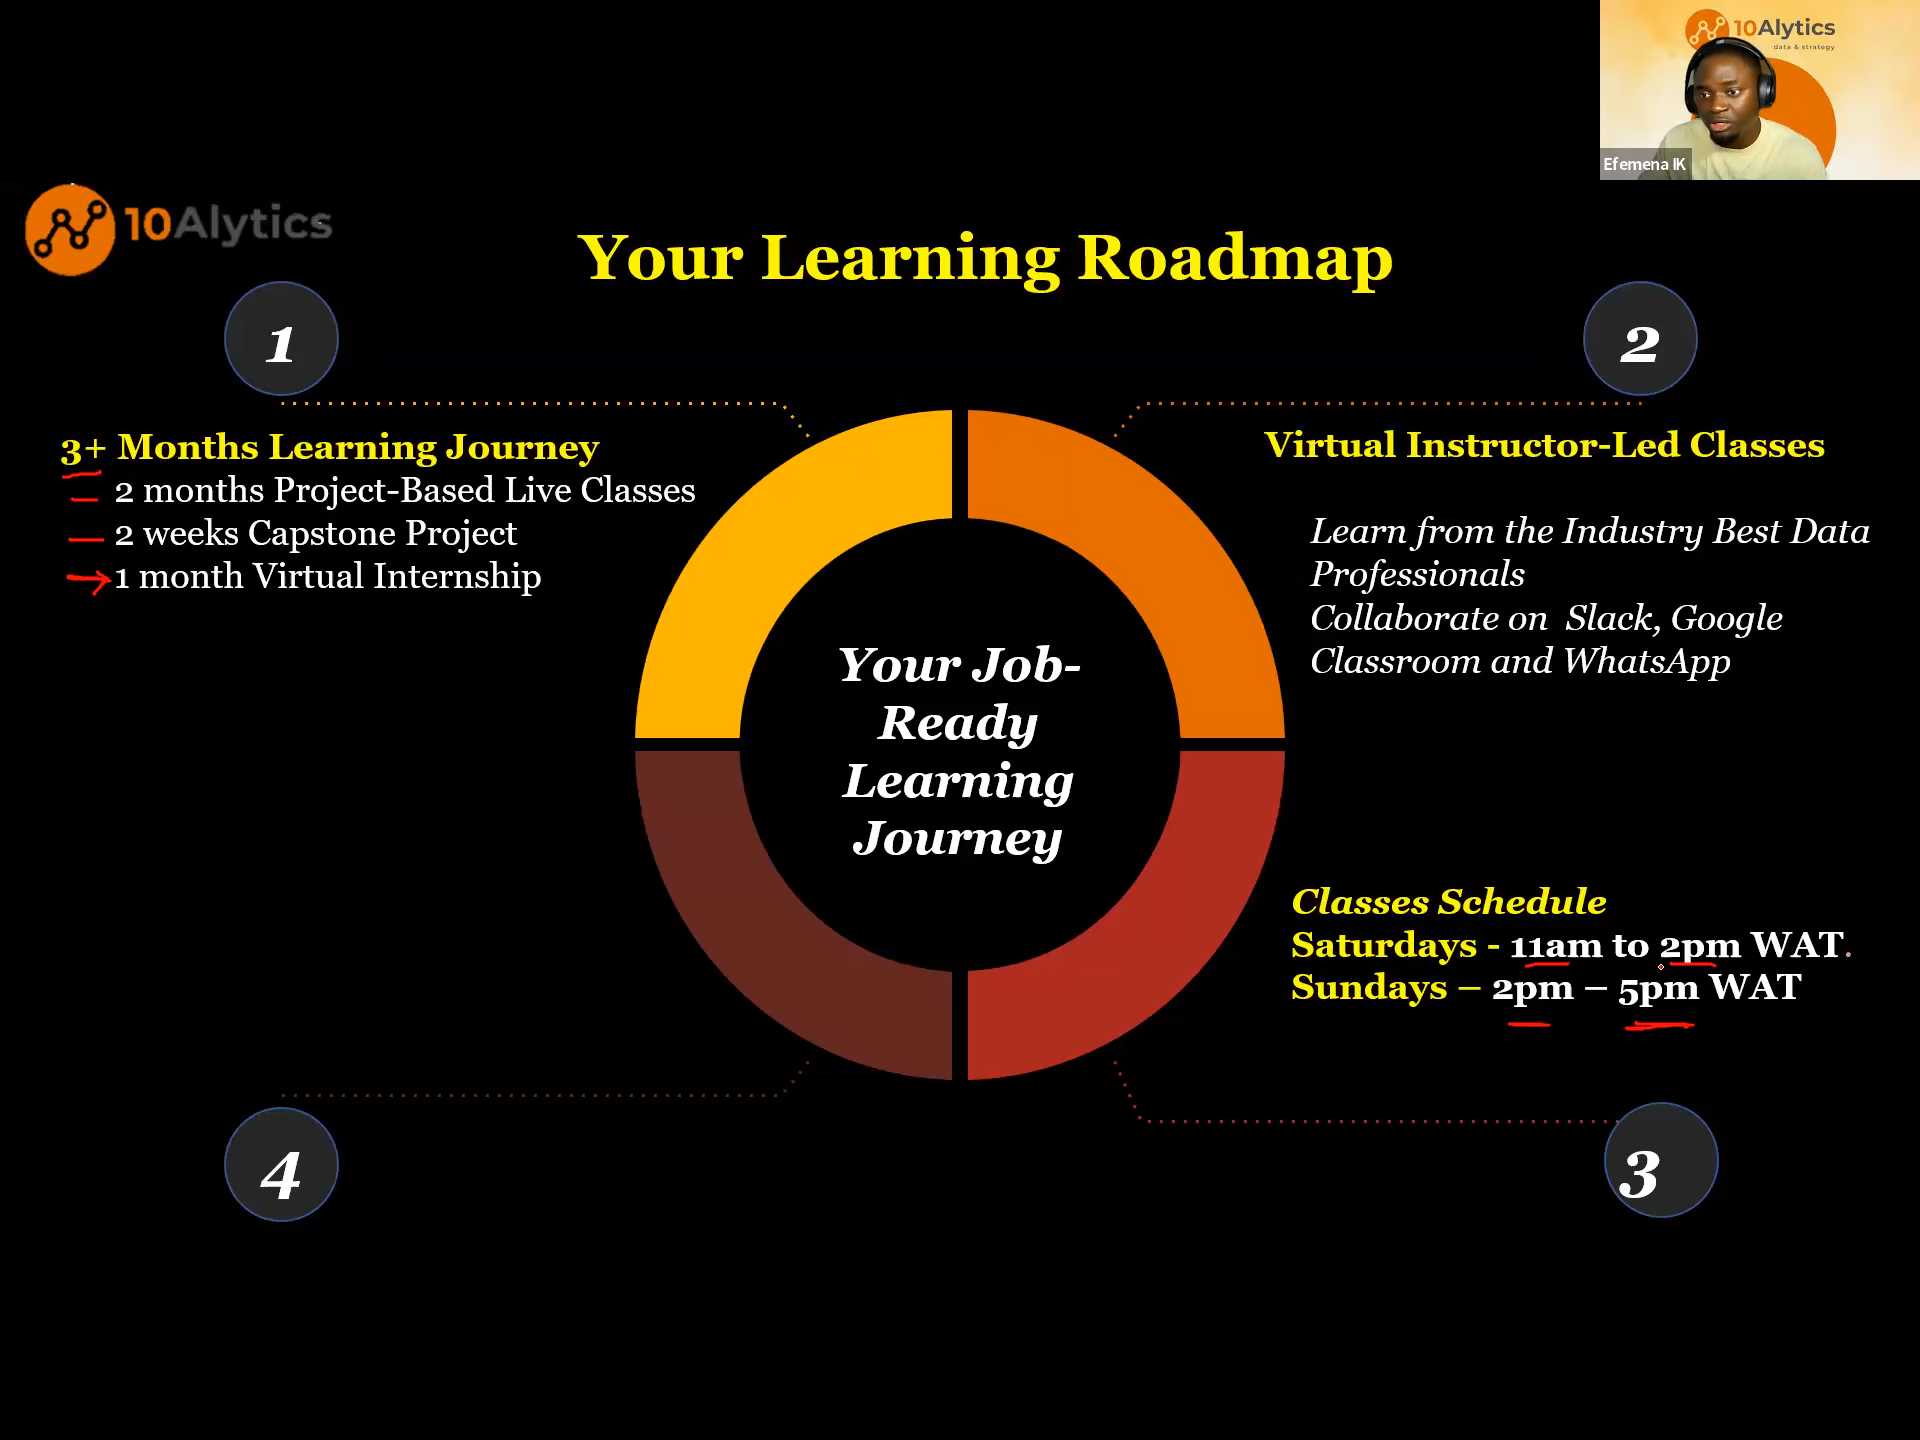 10Alytics
data & strategy
Efemena IK
10Alytics
Your Learning Roadmap
1
3+ Months Learning Journey
2 months Project-Based Live Classes
2 weeks Capstone Project
1 month Virtual Internship
2
Virtual Instructor-Led Classes
Learn from the Industry Best Data
Professionals
Collaborate on Slack, Google
Classroom and WhatsApp
Your Job-
Ready
Learning
Journey
Classes Schedule
Saturdays - 11am to 2pm WAT.
Sundays – 2pm – 5pm WAT
3
4